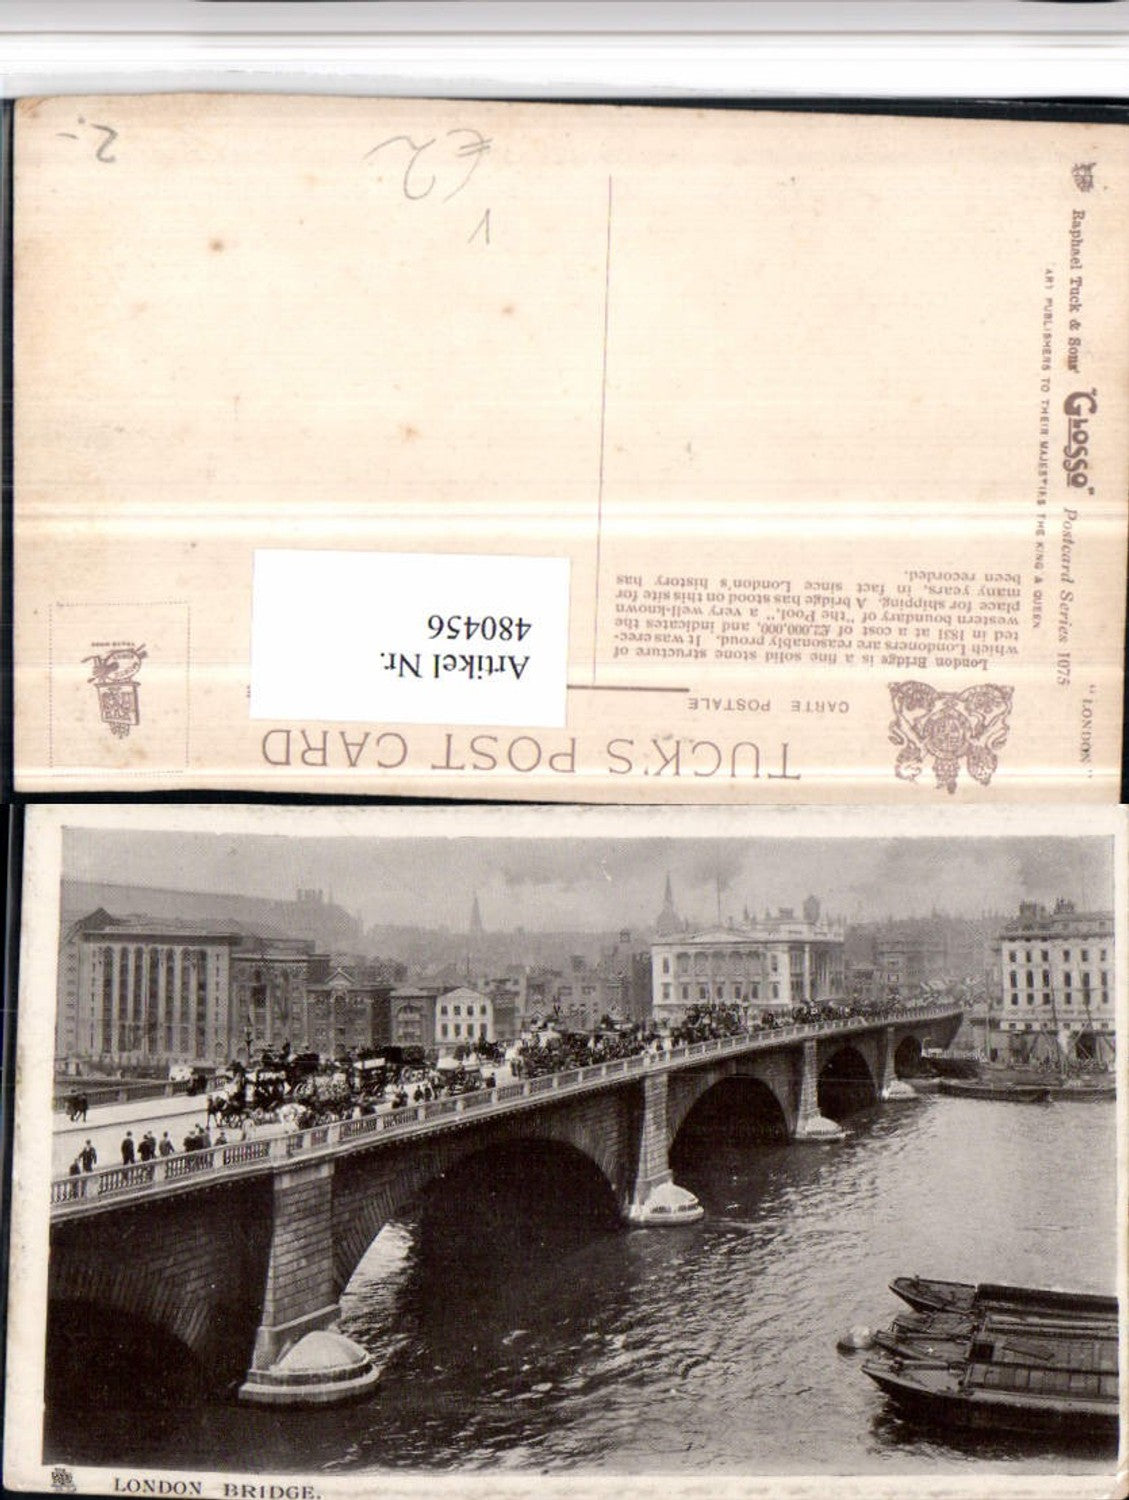 TUCK'S POST CARD
CARTE POSTALE
London Bridge is a fine solid stone structure of
which Londoners are reasonably proud. It was erec-
ted in 1831 at a cost of £2,000,000, and indicates the
western boundary of "the Pool," a very well-known
place for shipping. A bridge has stood on this site for
many years, in fact since London's history has
been recorded.
Raphael Tuck & Sons' "GLOSSO" Postcard Series 1075 "LONDON"
ART PUBLISHERS TO THEIR MAJESTIES THE KING & QUEEN
Artikel Nr.
480456
€2
2.-
LONDON BRIDGE.